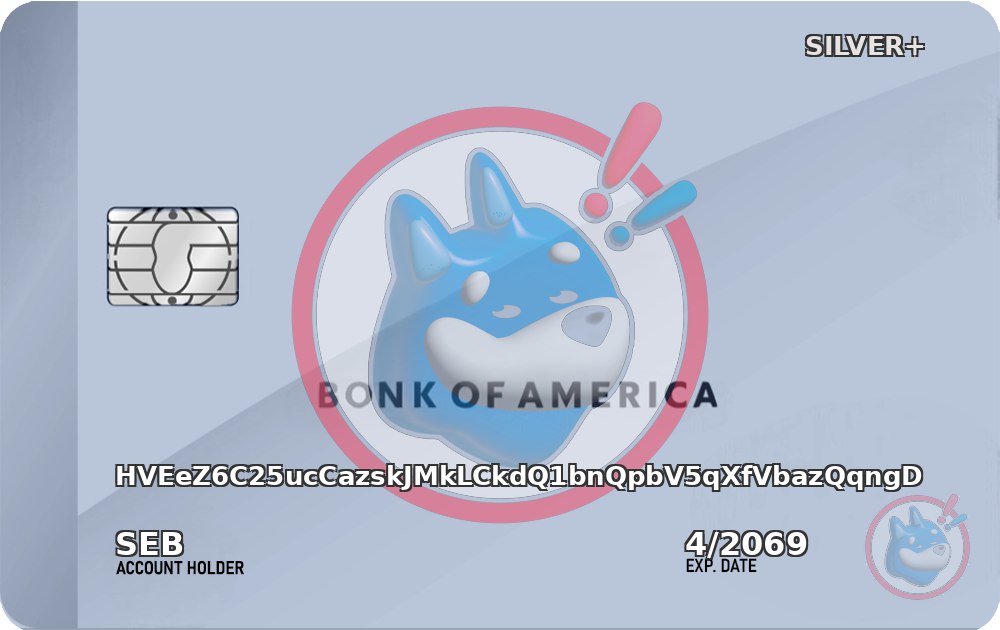 SILVER+
BONK OF AMERICA
HVEeZ6C25ucCazskJMkLCkdQ1bnQpbV5qXfVbazQqngD
SEB
ACCOUNT HOLDER
4/2069
EXP. DATE